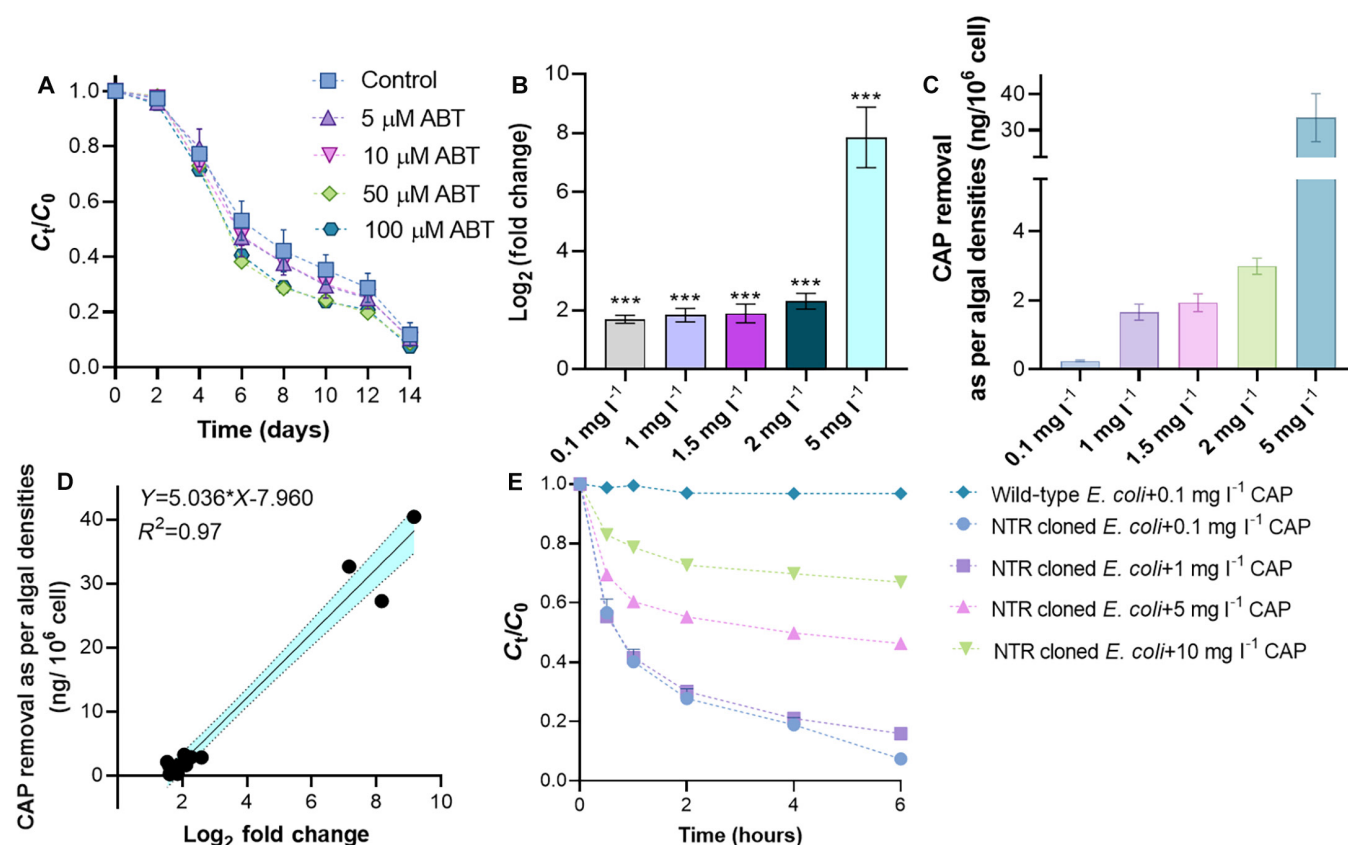 A
Control
5 μM ABT
10 μM ABT
50 μM ABT
100 μM ABT
Cₜ/C₀
1.0
0.8
0.6
0.4
0.2
0.0
0 2 4 6 8 10 12 14
Time (days)
B
Log₂ (fold change)
10
8
6
4
2
0
*** *** *** *** ***
0.1 mg l⁻¹
1 mg l⁻¹
1.5 mg l⁻¹
2 mg l⁻¹
5 mg l⁻¹
C
CAP removal
as per algal densities (ng/10⁶ cell)
40
30
4
2
0
0.1 mg l⁻¹
1 mg l⁻¹
1.5 mg l⁻¹
2 mg l⁻¹
5 mg l⁻¹
D
Y=5.036*X-7.960
R²=0.97
CAP removal as per algal densities
(ng/ 10⁶ cell)
40
30
20
10
0
2 4 6 8 10
Log₂ fold change
E
Cₜ/C₀
1.0
0.8
0.6
0.4
0.2
0.0
0 2 4 6
Time (hours)
Wild-type E. coli+0.1 mg l⁻¹ CAP
NTR cloned E. coli+0.1 mg l⁻¹ CAP
NTR cloned E. coli+1 mg l⁻¹ CAP
NTR cloned E. coli+5 mg l⁻¹ CAP
NTR cloned E. coli+10 mg l⁻¹ CAP